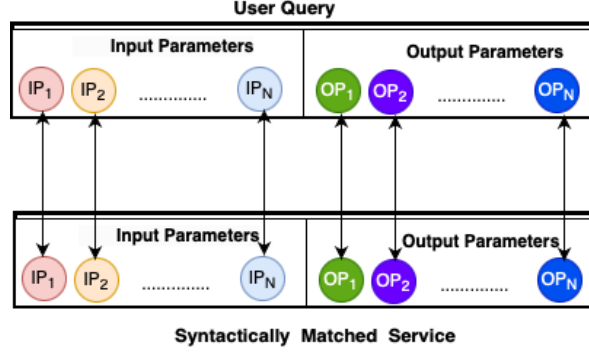 User Query
Input Parameters Output Parameters
IP1 IP2 .............. IPN OP1 OP2 .............. OPN
Input Parameters Output Parameters
IP1 IP2 .............. IPN OP1 OP2 .............. OPN
Syntactically Matched Service